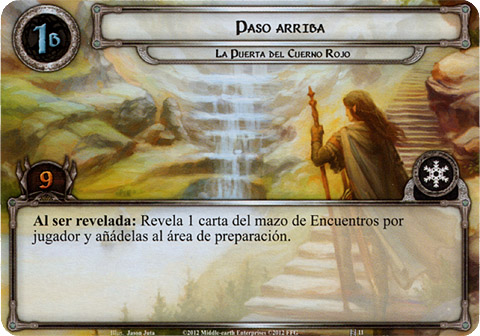 1B
Paso arriba
La Puerta del Cuerno Rojo
9
Al ser revelada: Revela 1 carta del mazo de Encuentros por
jugador y añádelas al área de preparación.
Illus. Jason Juta ©2012 Middle-earth Enterprises ©2012 FFG